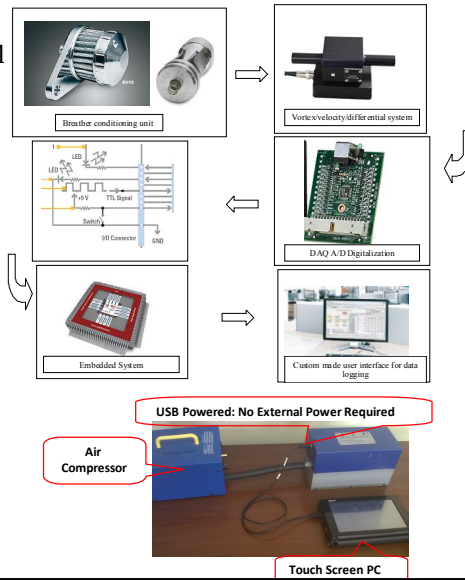 l
Breather conditioning unit
Vortex/velocity/differential system
1
LED
LED
+5 V
TTL Signal
Switch
I/O Connector
GND
DAQ A/D Digitalization
Embedded System
Custom made user interface for data
logging
USB Powered: No External Power Required
Air
Compressor
Touch Screen PC